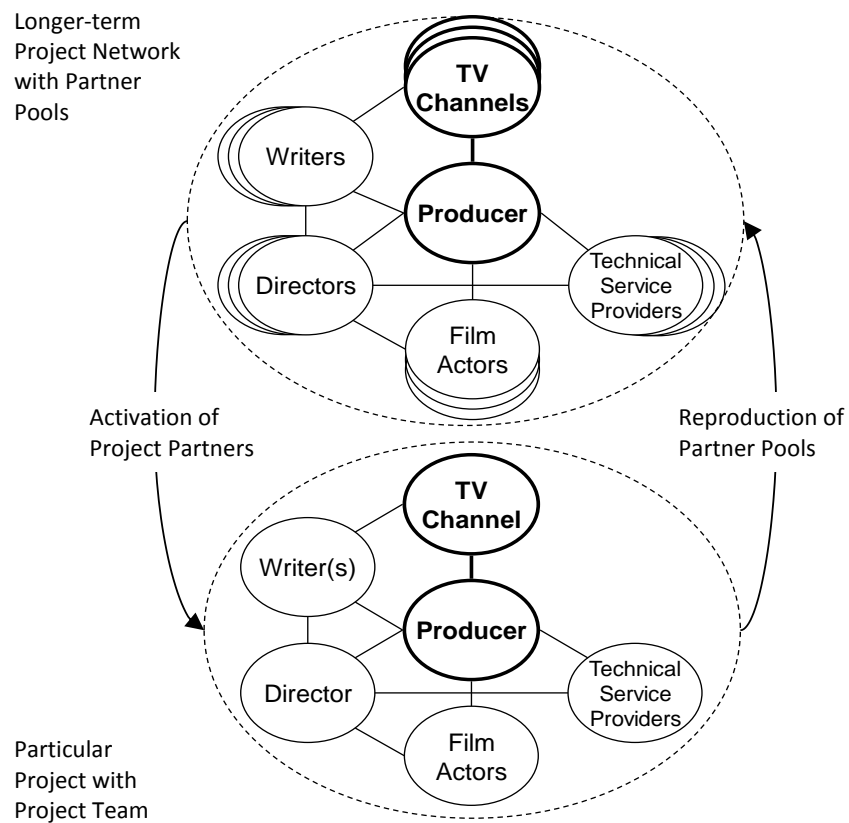 Longer-term
Project Network
with Partner
Pools
TV
Channels
Writers
Producer
Directors
Technical
Service
Providers
Film
Actors
Activation of
Project Partners
Reproduction of
Partner Pools
TV
Channel
Writer(s)
Producer
Director
Technical
Service
Providers
Film
Actors
Particular
Project with
Project Team